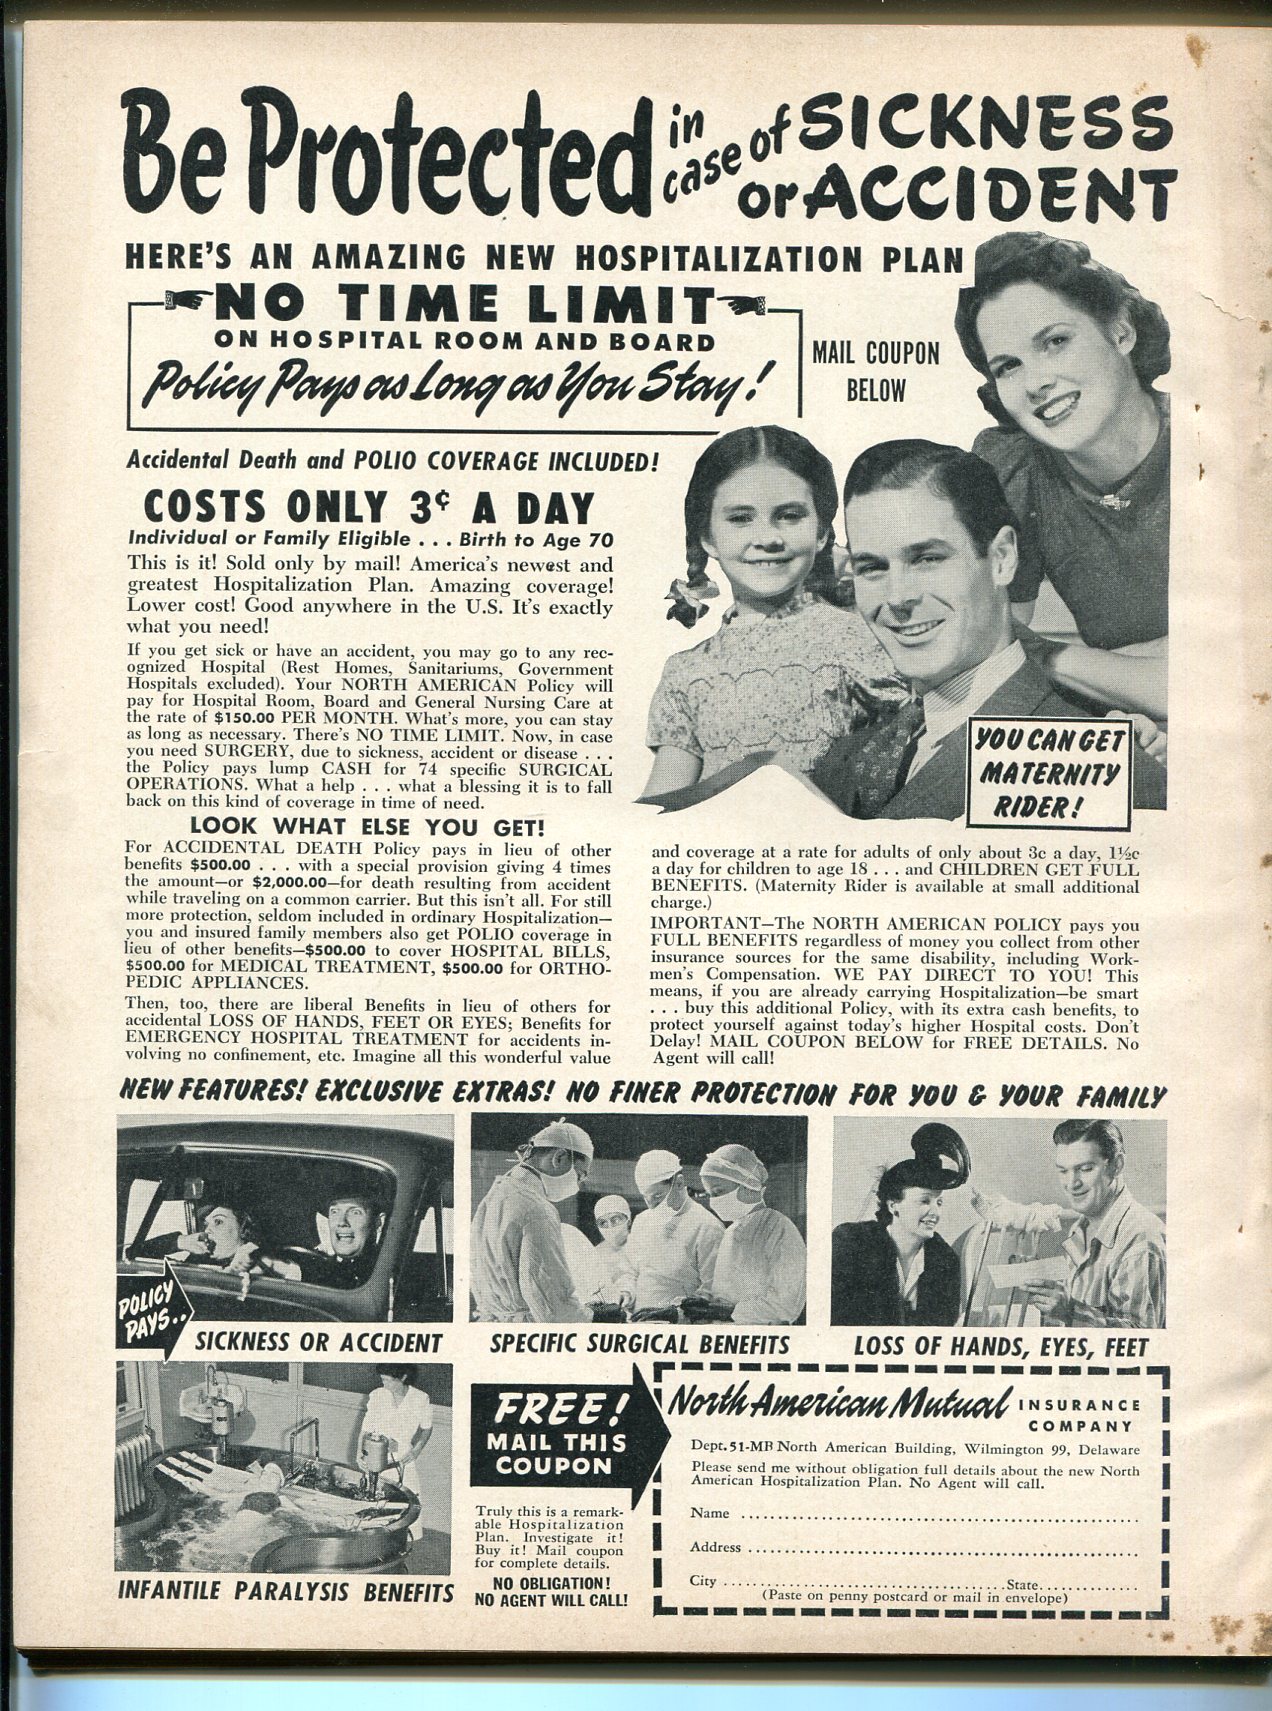 Be Protected in case of SICKNESS or ACCIDENT
HERE'S AN AMAZING NEW HOSPITALIZATION PLAN
NO TIME LIMIT
ON HOSPITAL ROOM AND BOARD
Policy Pays as Long as You Stay!
MAIL COUPON
BELOW
Accidental Death and POLIO COVERAGE INCLUDED!
COSTS ONLY 3¢ A DAY
Individual or Family Eligible . . . Birth to Age 70
This is it! Sold only by mail! America's newest and
greatest Hospitalization Plan. Amazing coverage!
Lower cost! Good anywhere in the U.S. It's exactly
what you need!
If you get sick or have an accident, you may go to any rec-
ognized Hospital (Rest Homes, Sanitariums, Government
Hospitals excluded). Your NORTH AMERICAN Policy will
pay for Hospital Room, Board and General Nursing Care at
the rate of $150.00 PER MONTH. What's more, you can stay
as long as necessary. There's NO TIME LIMIT. Now, in case
you need SURGERY, due to sickness, accident or disease . . .
the Policy pays lump CASH for 74 specific SURGICAL
OPERATIONS. What a help . . . what a blessing it is to fall
back on this kind of coverage in time of need.
LOOK WHAT ELSE YOU GET!
For ACCIDENTAL DEATH Policy pays in lieu of other
benefits $500.00 . . . with a special provision giving 4 times
the amount—or $2,000.00—for death resulting from accident
while traveling on a common carrier. But this isn't all. For still
more protection, seldom included in ordinary Hospitalization—
you and insured family members also get POLIO coverage in
lieu of other benefits—$500.00 to cover HOSPITAL BILLS,
$500.00 for MEDICAL TREATMENT, $500.00 for ORTHO-
PEDIC APPLIANCES.
Then, too, there are liberal Benefits in lieu of others for
accidental LOSS OF HANDS, FEET OR EYES; Benefits for
EMERGENCY HOSPITAL TREATMENT for accidents in-
volving no confinement, etc. Imagine all this wonderful value
YOU CAN GET
MATERNITY
RIDER!
and coverage at a rate for adults of only about 3c a day, 1½c
a day for children to age 18 . . . and CHILDREN GET FULL
BENEFITS. (Maternity Rider is available at small additional
charge.)
IMPORTANT—The NORTH AMERICAN POLICY pays you
FULL BENEFITS regardless of money you collect from other
insurance sources for the same disability, including Work-
men's Compensation. WE PAY DIRECT TO YOU! This
means, if you are already carrying Hospitalization—be smart
. . . buy this additional Policy, with its extra cash benefits, to
protect yourself against today's higher Hospital costs. Don't
Delay! MAIL COUPON BELOW for FREE DETAILS. No
Agent will call!
NEW FEATURES! EXCLUSIVE EXTRAS! NO FINER PROTECTION FOR YOU & YOUR FAMILY
POLICY
PAYS..
SICKNESS OR ACCIDENT
SPECIFIC SURGICAL BENEFITS
LOSS OF HANDS, EYES, FEET
INFANTILE PARALYSIS BENEFITS
FREE!
MAIL THIS
COUPON
Truly this is a remark-
able Hospitalization
Plan. Investigate it!
Buy it! Mail coupon
for complete details.
NO OBLIGATION!
NO AGENT WILL CALL!
North American Mutual INSURANCE
COMPANY
Dept. 51-MB North American Building, Wilmington 99, Delaware
Please send me without obligation full details about the new North
American Hospitalization Plan. No Agent will call.
Name
Address
City State
(Paste on penny postcard or mail in envelope)